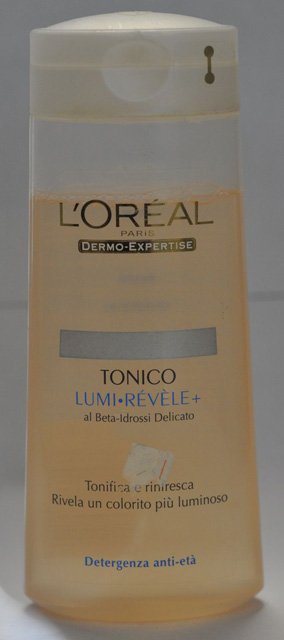 L'ORÉAL
PARIS
DERMO-EXPERTISE
TONICO
LUMI•RÉVÈLE+
al Beta-Idrossi Delicato
Tonifica e rinfresca
Rivela un colorito più luminoso
Detergenza anti-età